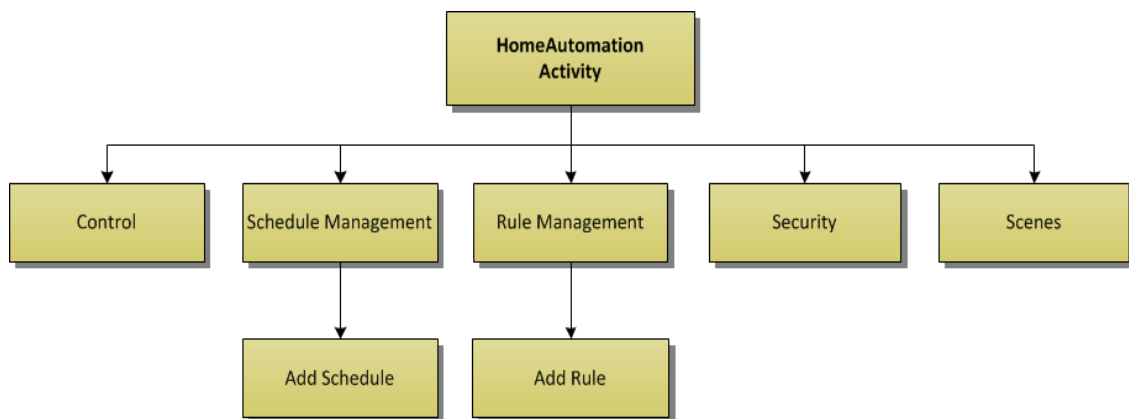 HomeAutomation
Activity
Control
Schedule Management
Rule Management
Security
Scenes
Add Schedule
Add Rule